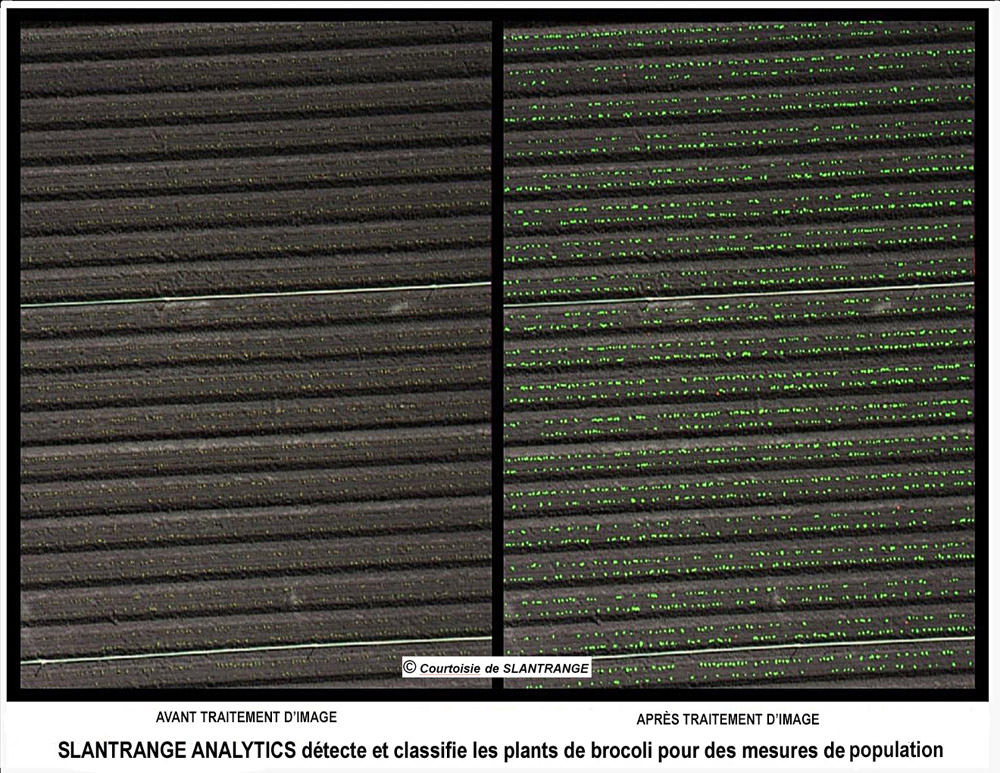 © Courtoisie de SLANTRANGE
AVANT TRAITEMENT D'IMAGE
APRÈS TRAITEMENT D'IMAGE
SLANTRANGE ANALYTICS détecte et classifie les plants de brocoli pour des mesures de population